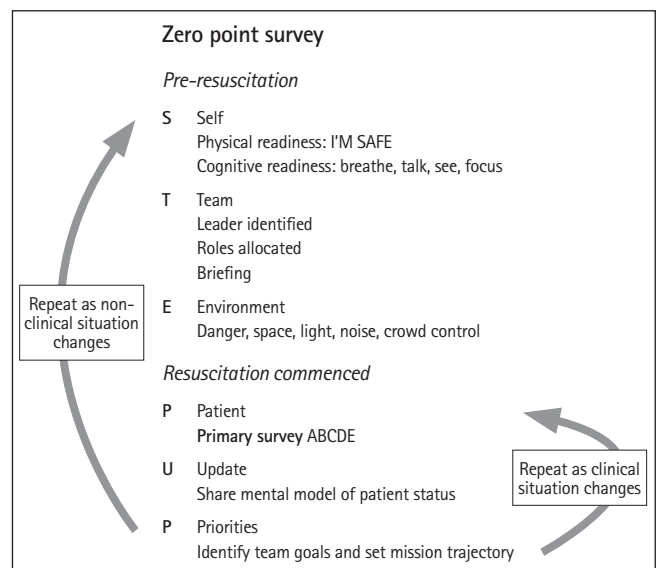 Zero point survey
Pre-resuscitation
S Self
Physical readiness: I'M SAFE
Cognitive readiness: breathe, talk, see, focus
T Team
Leader identified
Roles allocated
Briefing
E Environment
Danger, space, light, noise, crowd control
Repeat as non-
clinical situation
changes
Resuscitation commenced
P Patient
Primary survey ABCDE
U Update
Share mental model of patient status
P Priorities
Identify team goals and set mission trajectory
Repeat as clinical
situation changes